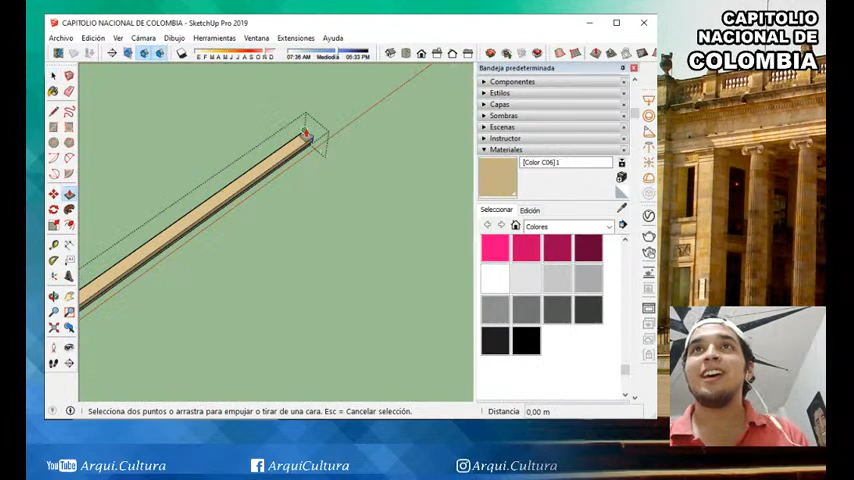 CAPITOLIO NACIONAL DE COLOMBIA - SketchUp Pro 2019
Archivo Edición Ver Cámara Dibujo Herramientas Ventana Extensiones Ayuda
E F M A M J J A S O N D 07:36 AM Mediodía 05:33 PM
Bandeja predeterminada
Componentes
Estilos
Capas
Sombras
Escenas
Instructor
Materiales
[Color C06]1
Seleccionar Edición
Colores
Selecciona dos puntos o arrastra para empujar o tirar de una cara. Esc = Cancelar selección.
Distancia 0,00 m
CAPITOLIO
NACIONAL DE
COLOMBIA
YouTube Arqui.Cultura
ArquiCultura
Arqui.Cultura